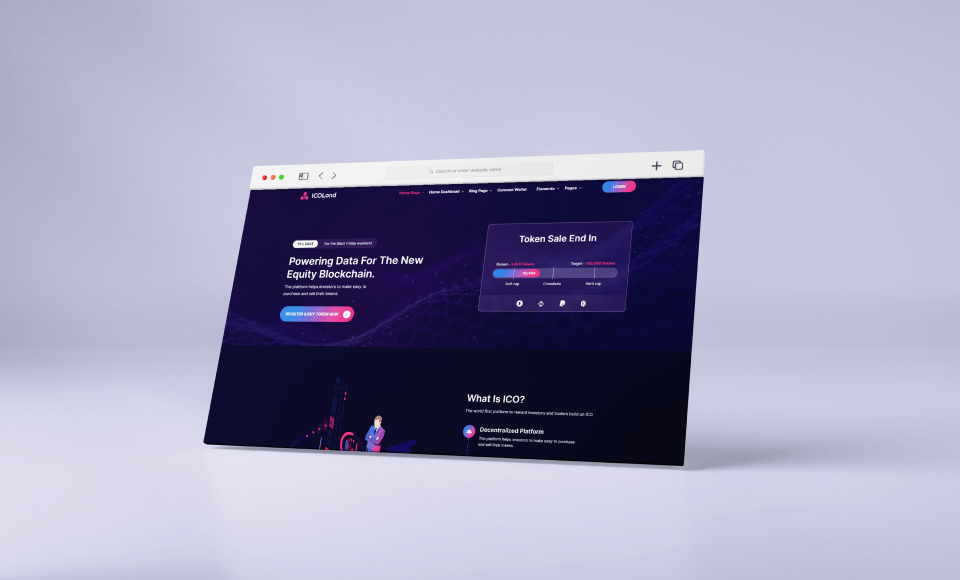 Search or enter website name
ICOLand
Home Page
Home Dashboad
Blog Page
Connect Wallet
Elements
Pages
LOGIN
75% SAVE
For the Black Friday weekend
Powering Data For The New
Equity Blockchain.
The platform helps investors to make easy to
purchase and sell their tokens
REGISTER & BUY TOKEN NOW
Token Sale End In
Raised - Tokens
Target - Tokens
Soft cap
Crowdsale
Hard cap
What Is ICO?
The world first platform to reward investors and traders build on ICO
Decentralized Platform
The platform helps investors to make easy to purchase
and sell their tokens